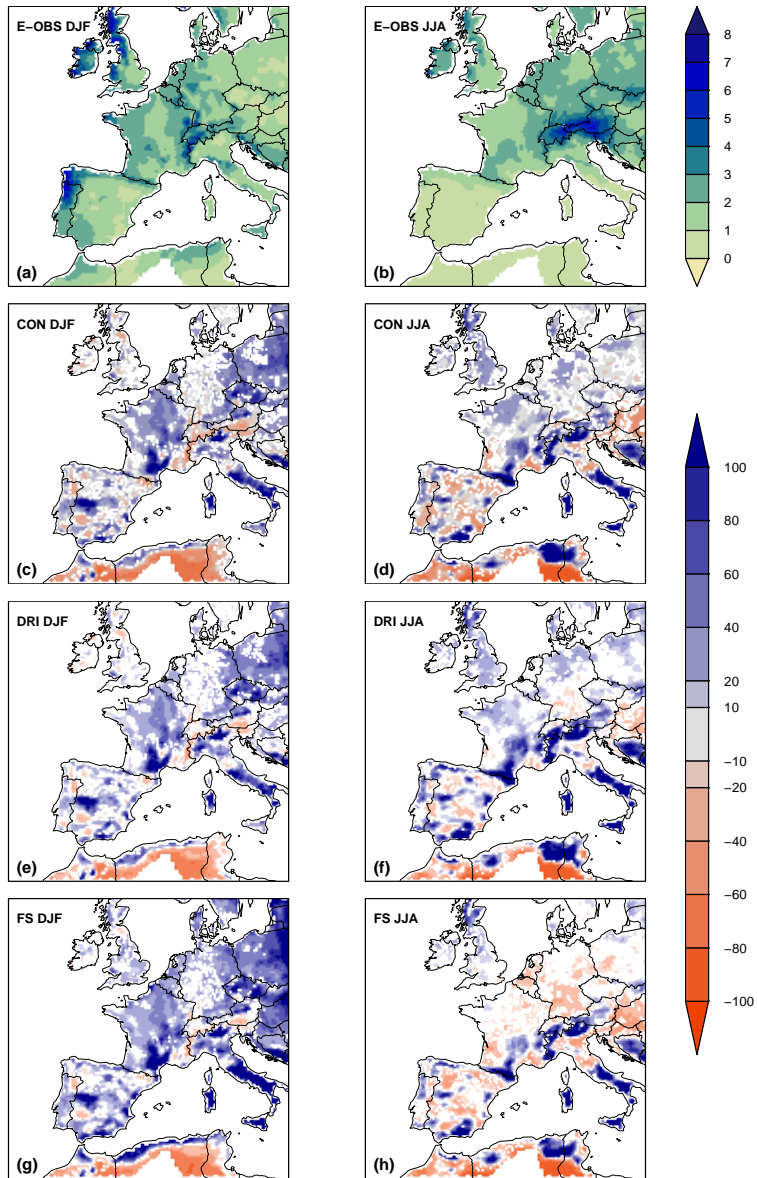 E−OBS DJF
(a)
E−OBS JJA
(b)
8
7
6
5
4
3
2
1
0
CON DJF
(c)
CON JJA
(d)
DRI DJF
(e)
DRI JJA
(f)
FS DJF
(g)
FS JJA
(h)
100
80
60
40
20
10
−10
−20
−40
−60
−80
−100